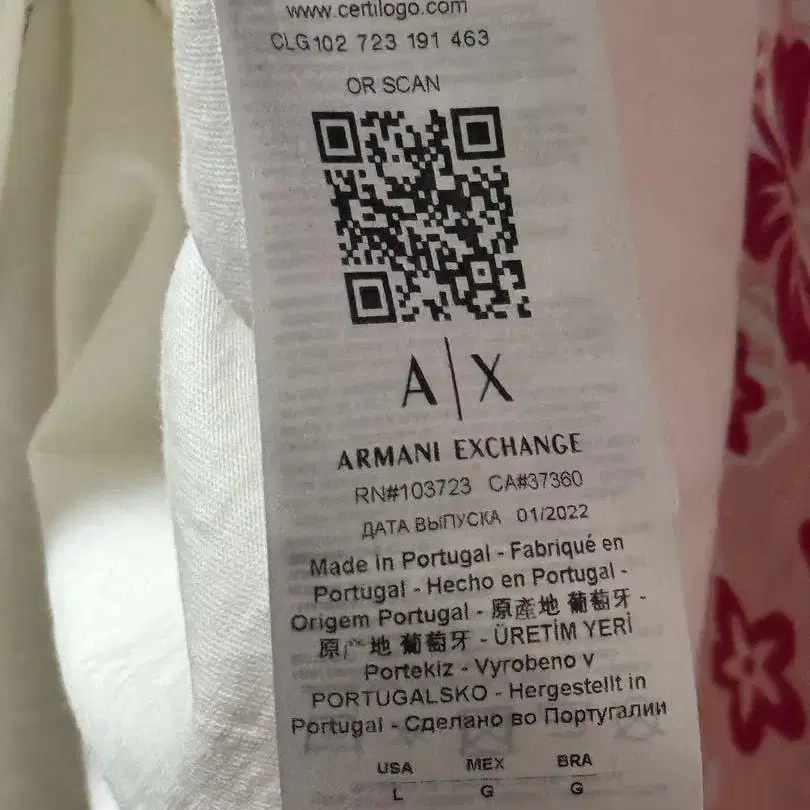 www.certilogo.com
CLG102 723 191 463
OR SCAN
A|X
ARMANI EXCHANGE
RN#103723 CA#37360
ДАТА ВЫПУСКА 01/2022
Made in Portugal - Fabriqué en
Portugal - Hecho en Portugal -
Origem Portugal - 原產地 葡萄牙 -
原产地 葡萄牙 - ÜRETİM YERİ
Portekiz - Vyrobeno v
PORTUGALSKO - Hergestellt in
Portugal - Сделано во Португалии
USA MEX BRA
L G G